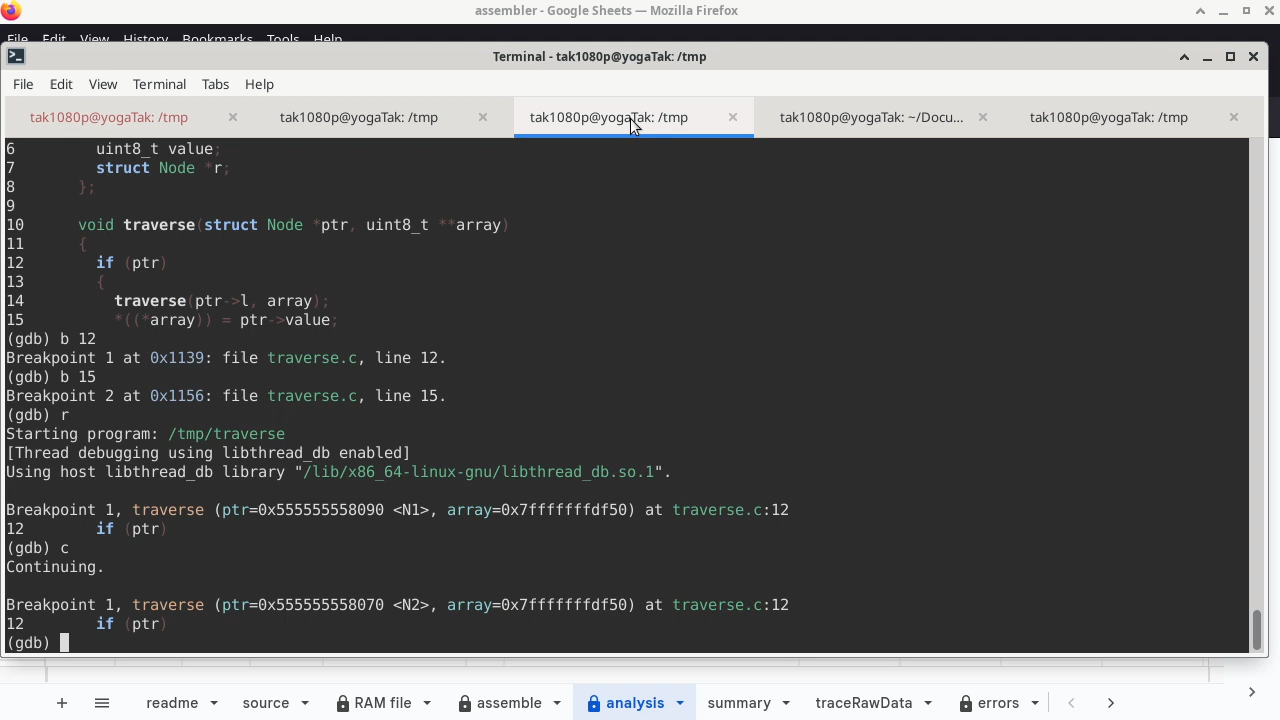 assembler - Google Sheets — Mozilla Firefox
File Edit View History Bookmarks Tools Help
Terminal - tak1080p@yogaTak: /tmp
File Edit View Terminal Tabs Help
tak1080p@yogaTak: /tmp tak1080p@yogaTak: /tmp tak1080p@yogaTak: /tmp tak1080p@yogaTak: ~/Docu... tak1080p@yogaTak: /tmp
6 uint8_t value;
7 struct Node *r;
8 };
9
10 void traverse(struct Node *ptr, uint8_t **array)
11 {
12 if (ptr)
13 {
14 traverse(ptr->l, array);
15 *((*array)) = ptr->value;
(gdb) b 12
Breakpoint 1 at 0x1139: file traverse.c, line 12.
(gdb) b 15
Breakpoint 2 at 0x1156: file traverse.c, line 15.
(gdb) r
Starting program: /tmp/traverse
[Thread debugging using libthread_db enabled]
Using host libthread_db library "/lib/x86_64-linux-gnu/libthread_db.so.1".
Breakpoint 1, traverse (ptr=0x555555558090 <N1>, array=0x7fffffffdf50) at traverse.c:12
12 if (ptr)
(gdb) c
Continuing.
Breakpoint 1, traverse (ptr=0x555555558070 <N2>, array=0x7fffffffdf50) at traverse.c:12
12 if (ptr)
(gdb)
readme source RAM file assemble analysis summary traceRawData errors